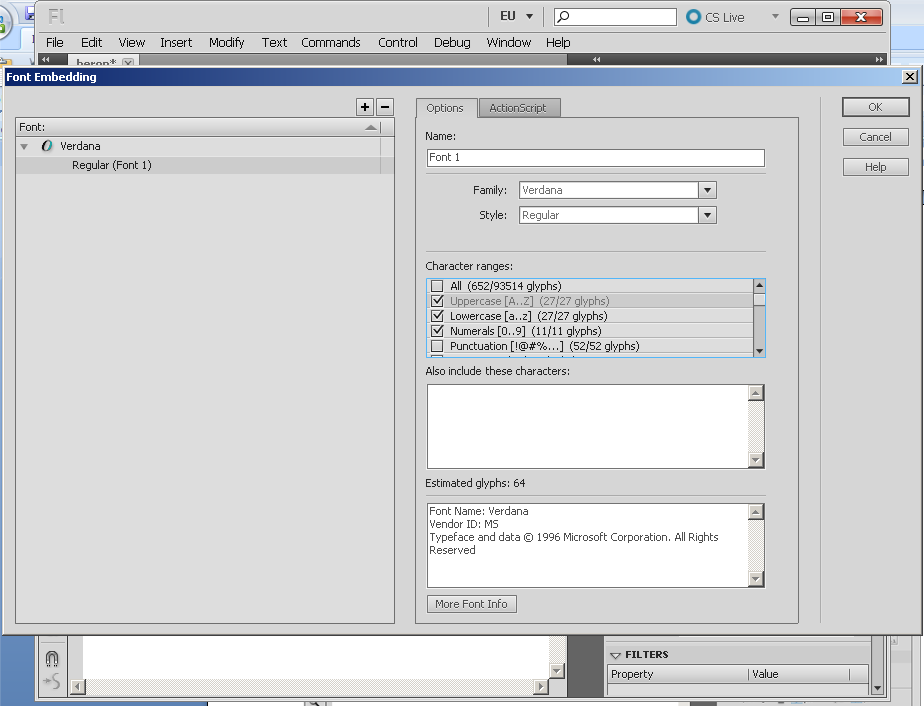 Fl
EU
CS Live
File Edit View Insert Modify Text Commands Control Debug Window Help
Font Embedding
Font:
Verdana
Regular (Font 1)
Options
ActionScript
Name:
Font 1
Family:
Verdana
Style:
Regular
Character ranges:
All (652/93514 glyphs)
Uppercase [A..Z] (27/27 glyphs)
Lowercase [a..z] (27/27 glyphs)
Numerals [0..9] (11/11 glyphs)
Punctuation [!@#%...] (52/52 glyphs)
Also include these characters:
Estimated glyphs: 64
Font Name: Verdana
Vendor ID: MS
Typeface and data © 1996 Microsoft Corporation. All Rights
Reserved
More Font Info
OK
Cancel
Help
FILTERS
Property
Value